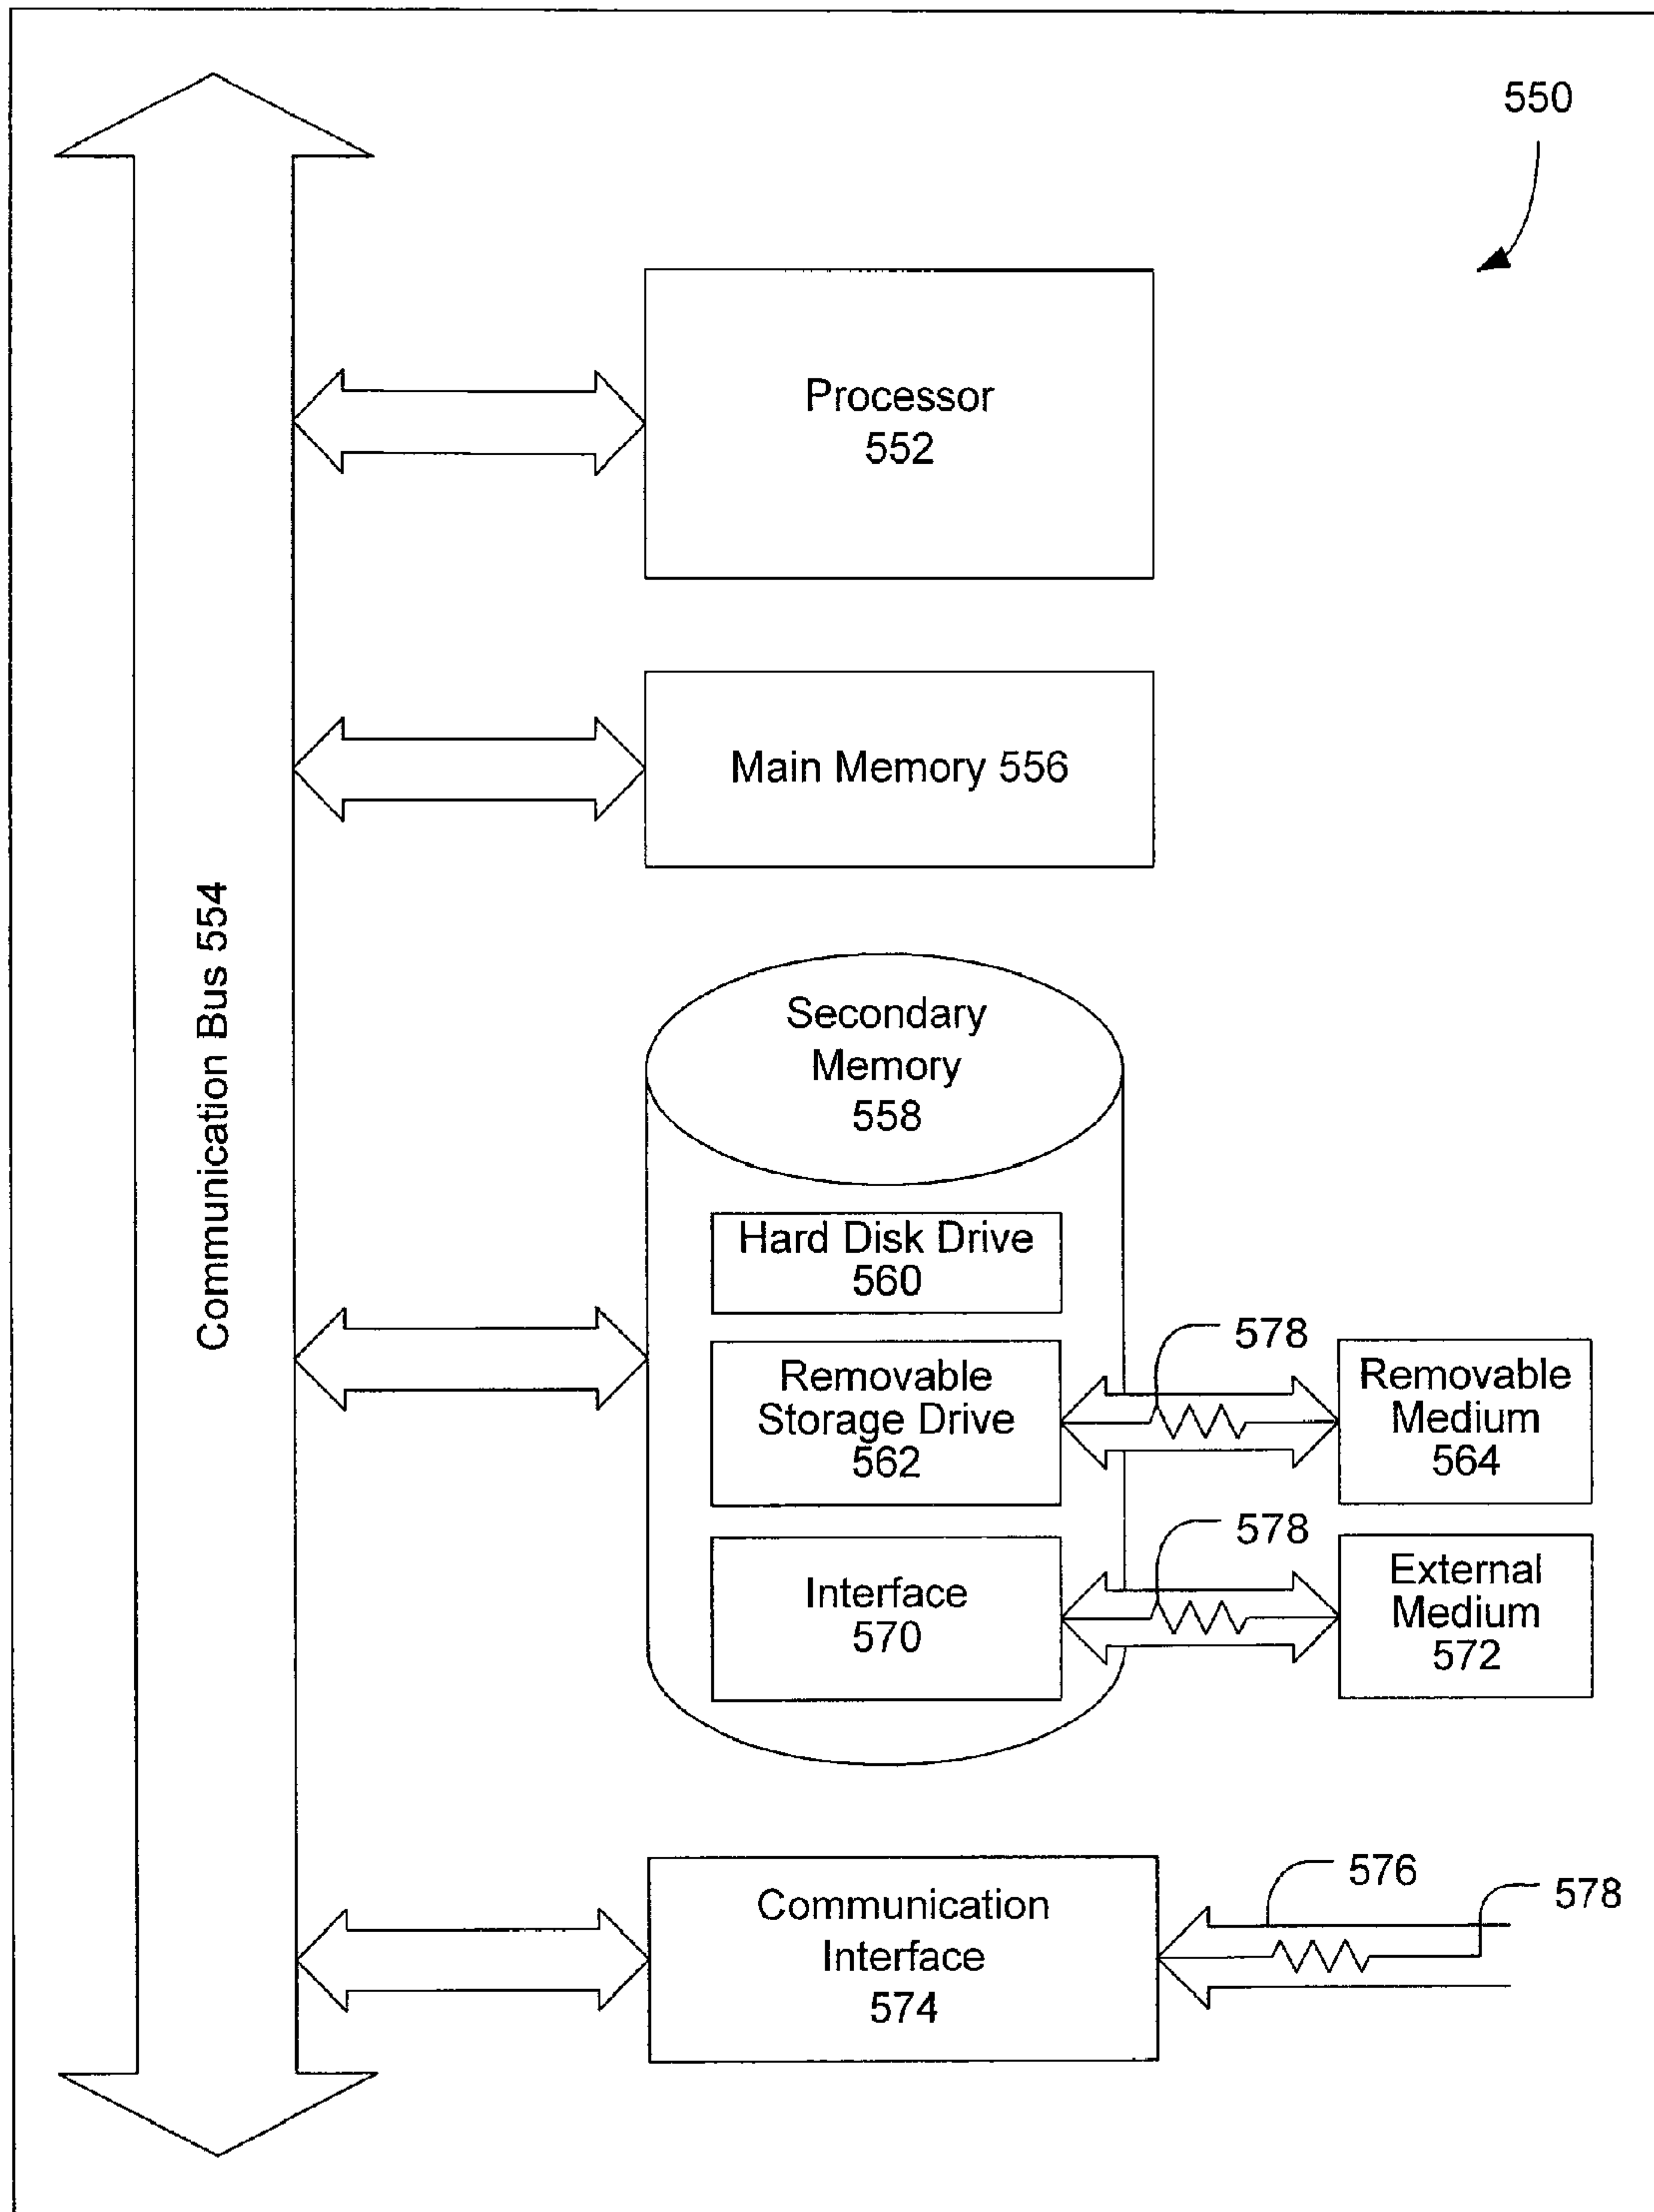 550
Processor
552
Main Memory 556
Communication Bus 554
Secondary
Memory
558
Hard Disk Drive
560
578
Removable
Storage Drive
562
Removable
Medium
564
578
Interface
570
External
Medium
572
576
578
Communication
Interface
574